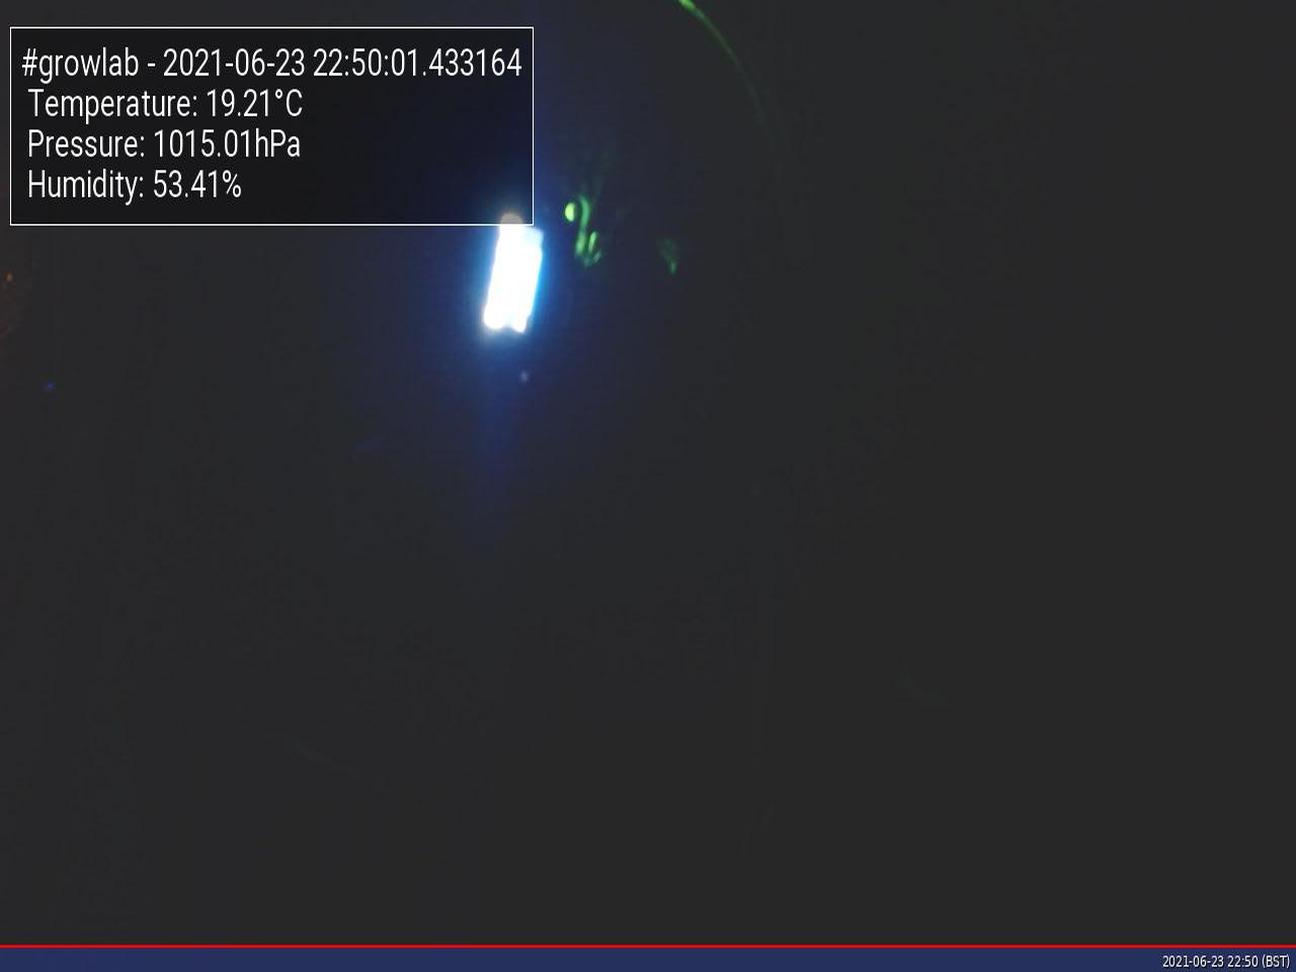 #growlab - 2021-06-23 22:50:01.433164
Temperature: 19.21°C
Pressure: 1015.01hPa
Humidity: 53.41%
2021-06-23 22:50 (BST)